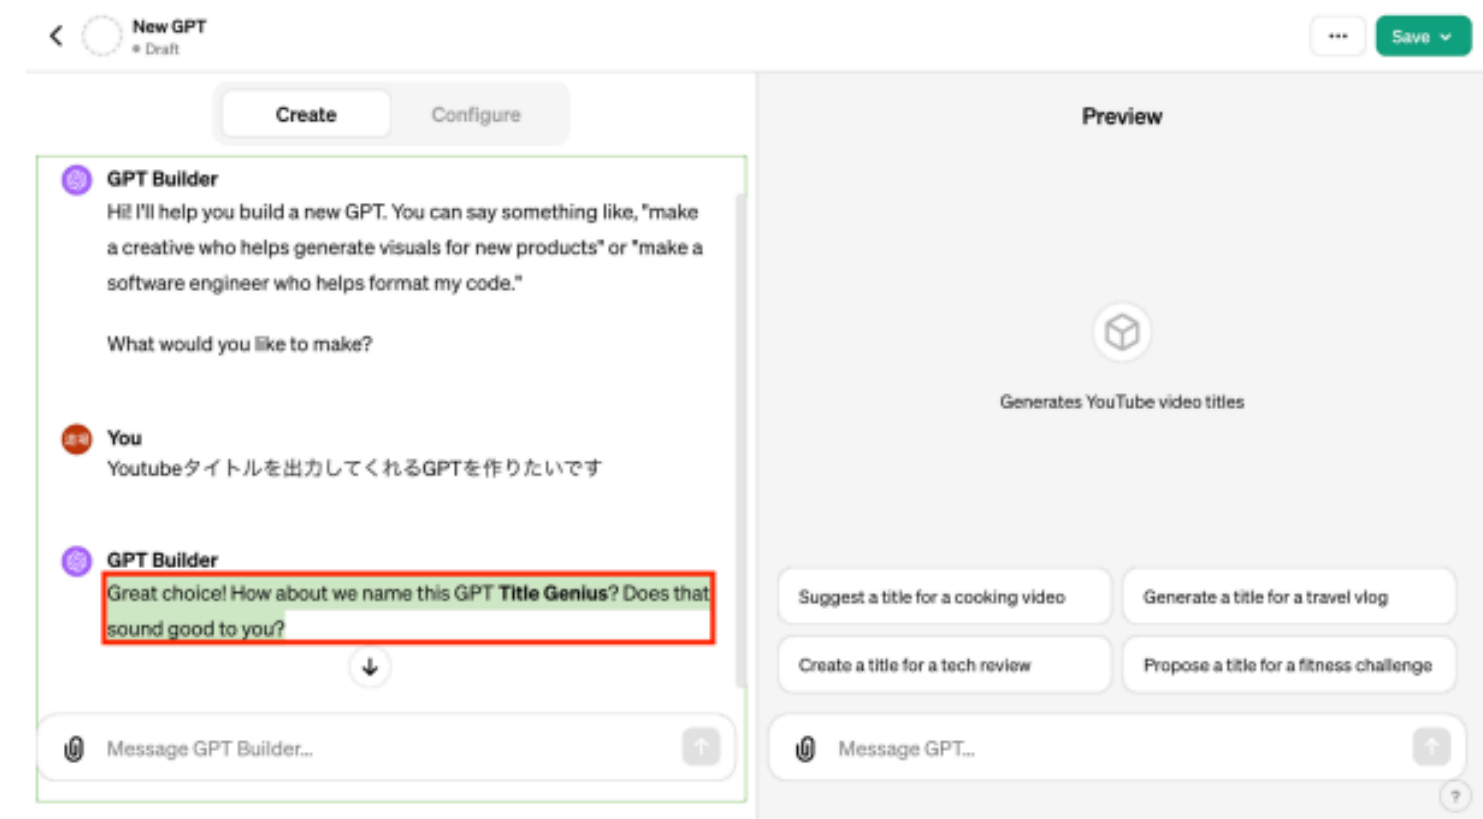 New GPT
Draft
Save
Create
Configure
GPT Builder
Hi! I'll help you build a new GPT. You can say something like, "make
a creative who helps generate visuals for new products" or "make a
software engineer who helps format my code."
What would you like to make?
You
Youtubeタイトルを出力してくれるGPTを作りたいです
GPT Builder
Great choice! How about we name this GPT Title Genius? Does that
sound good to you?
Message GPT Builder...
Preview
Generates YouTube video titles
Suggest a title for a cooking video
Generate a title for a travel vlog
Create a title for a tech review
Propose a title for a fitness challenge
Message GPT...
?